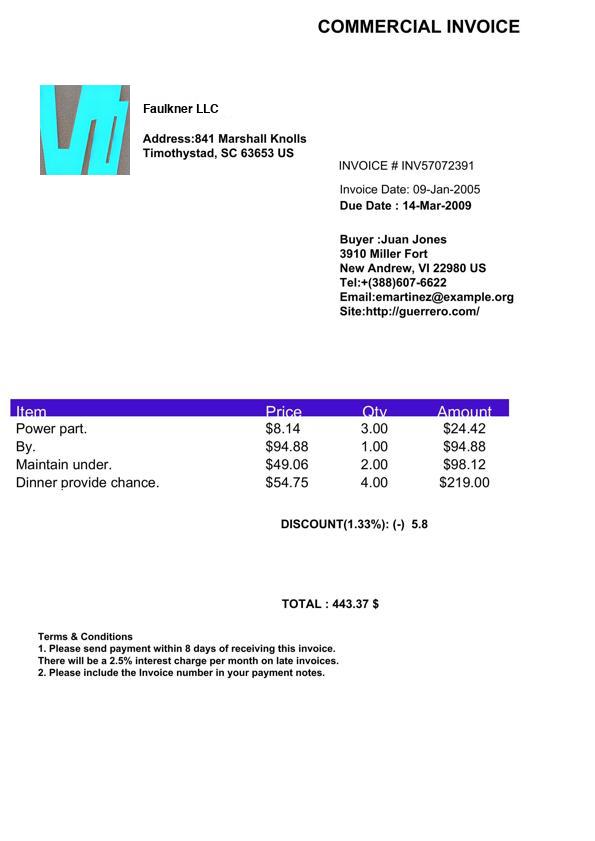 COMMERCIAL INVOICE
Faulkner LLC
Address:841 Marshall Knolls
Timothystad, SC 63653 US
INVOICE # INV57072391
Invoice Date: 09-Jan-2005
Due Date : 14-Mar-2009
Buyer :Juan Jones
3910 Miller Fort
New Andrew, VI 22980 US
Tel:+(388)607-6622
Email:emartinez@example.org
Site:http://guerrero.com/
Item Price Qty Amount
Power part. $8.14 3.00 $24.42
By. $94.88 1.00 $94.88
Maintain under. $49.06 2.00 $98.12
Dinner provide chance. $54.75 4.00 $219.00
DISCOUNT(1.33%): (-) 5.8
TOTAL : 443.37 $
Terms & Conditions
1. Please send payment within 8 days of receiving this invoice.
There will be a 2.5% interest charge per month on late invoices.
2. Please include the Invoice number in your payment notes.